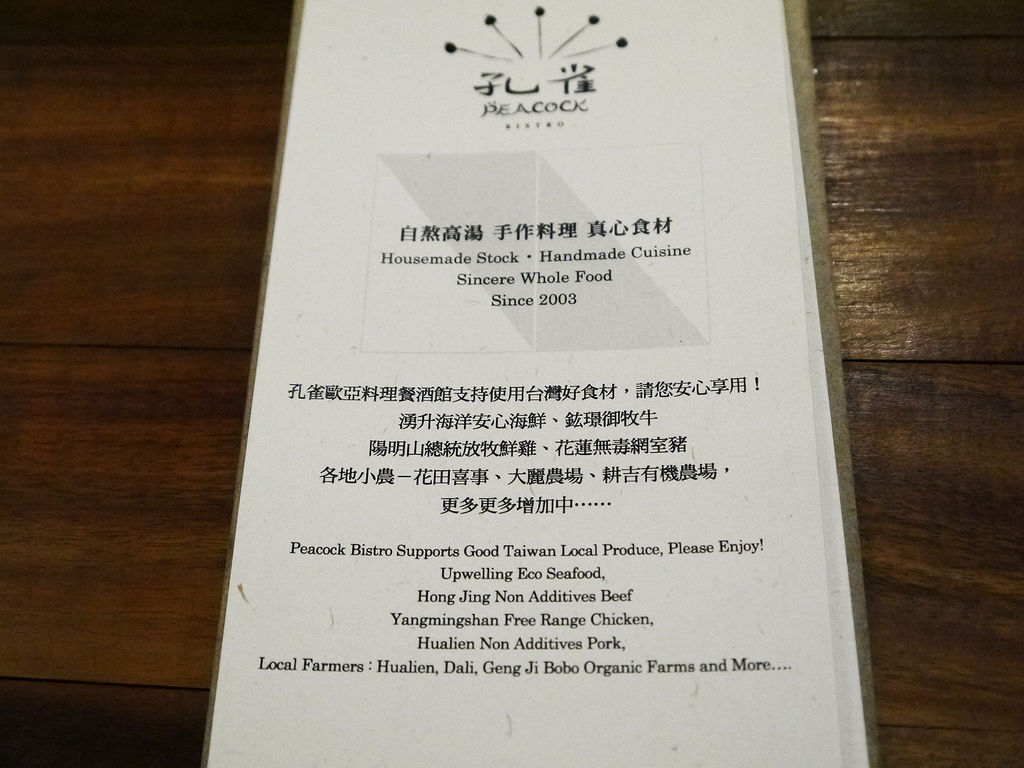 孔雀
PEACOCK
BISTRO
自熬高湯 手作料理 真心食材
Housemade Stock · Handmade Cuisine
Sincere Whole Food
Since 2003
孔雀歐亞料理餐酒館支持使用台灣好食材，請您安心享用！
湧升海洋安心海鮮、鉉璟御牧牛
陽明山總統放牧鮮雞、花蓮無毒網室豬
各地小農－花田喜事、大麗農場、耕吉有機農場，
更多更多增加中⋯⋯
Peacock Bistro Supports Good Taiwan Local Produce, Please Enjoy!
Upwelling Eco Seafood,
Hong Jing Non Additives Beef
Yangmingshan Free Range Chicken,
Hualien Non Additives Pork,
Local Farmers : Hualien, Dali, Geng Ji Bobo Organic Farms and More....